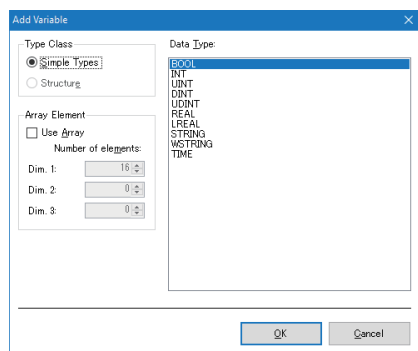 Add Variable
Type Class
Simple Types
Structure
Array Element
Use Array
Number of elements:
Dim. 1: 16
Dim. 2: 0
Dim. 3: 0
Data Type:
BOOL
INT
UINT
DINT
UDINT
REAL
LREAL
STRING
WSTRING
TIME
OK
Cancel